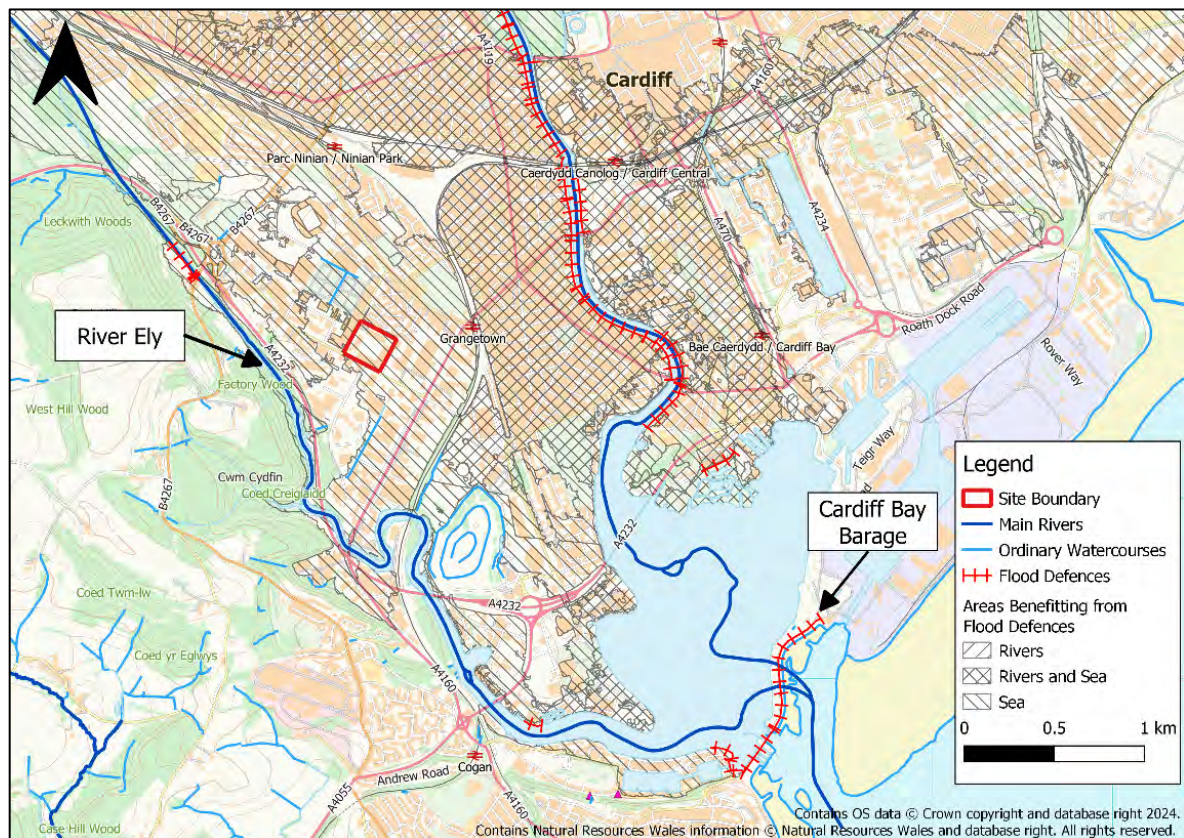 A4119
Cardiff
A4160
Parc Ninian / Ninian Park
Caerdydd Canolog / Cardiff Central
B4267
B4267
B4267
Leckwith Woods
A470
A4234
River Ely
A4232
Grangetown
Bae Caerdydd / Cardiff Bay
Roath Dock Road
Rover Way
Factory Wood
West Hill Wood
Teigr Way
Cwm Cydfin
Coed Creiglaidd
B4267
A4232
Cardiff Bay
Barage
Coed Twm-lw
A4232
Coed yr Eglwys
A4160
Cogan
Andrew Road
A4055
A4160
Case Hill Wood
Legend
Site Boundary
Main Rivers
Ordinary Watercourses
Flood Defences
Areas Benefitting from
Flood Defences
Rivers
Rivers and Sea
Sea
0 0.5 1 km
Contains OS data © Crown copyright and database right 2024.
Contains Natural Resources Wales information © Natural Resources Wales and database right. All rights reserved.